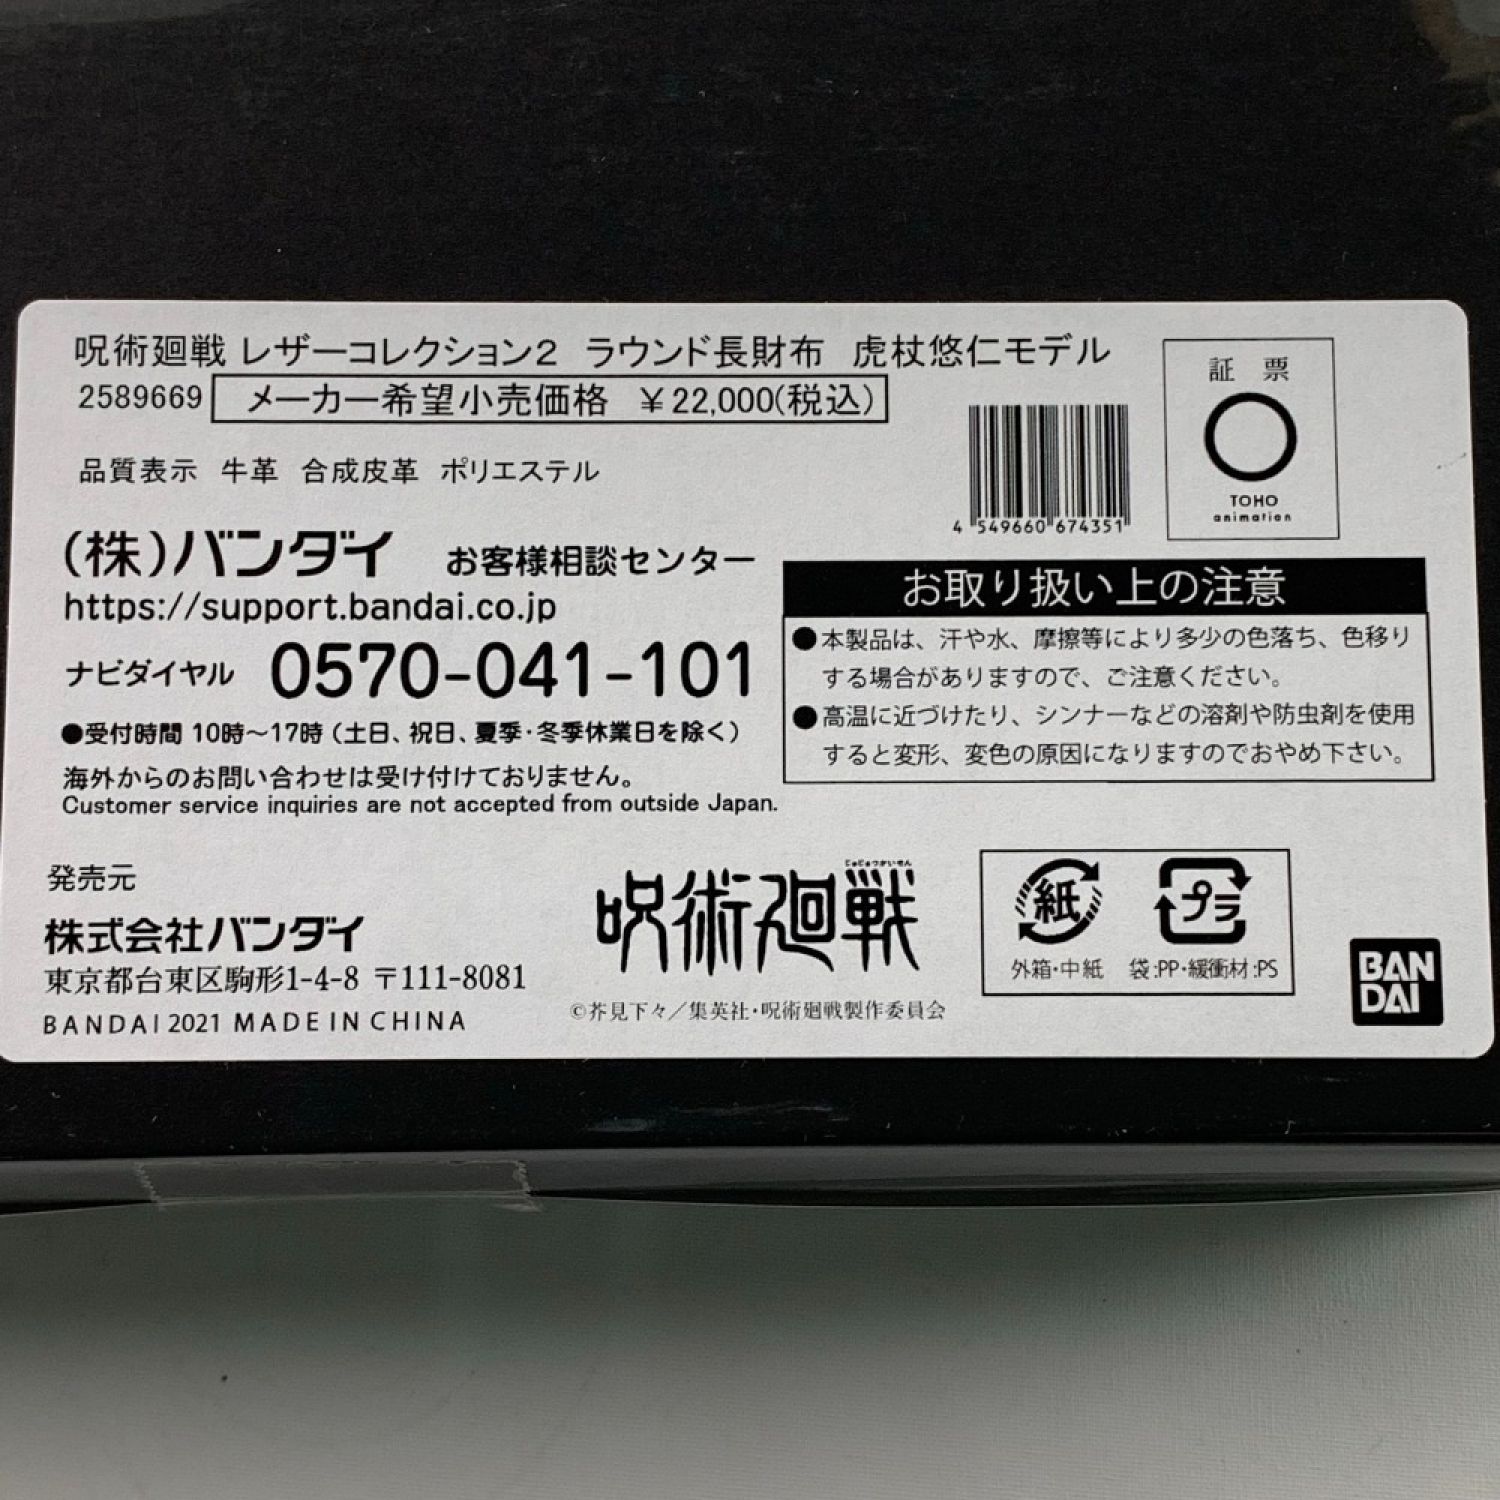 呪術廻戦 レザーコレクション2 ラウンド長財布 虎杖悠仁モデル
2589669 メーカー希望小売価格 ￥22,000(税込)
品質表示 牛革 合成皮革 ポリエステル
(株)バンダイ お客様相談センター
https://support.bandai.co.jp
ナビダイヤル 0570-041-101
●受付時間 10時～17時（土日、祝日、夏季・冬季休業日を除く）
海外からのお問い合わせは受け付けておりません。
Customer service inquiries are not accepted from outside Japan.
4 549660 674351
証 票
TOHO
animation
お取り扱い上の注意
●本製品は、汗や水、摩擦等により多少の色落ち、色移り
する場合がありますので、ご注意ください。
●高温に近づけたり、シンナーなどの溶剤や防虫剤を使用
すると変形、変色の原因になりますのでおやめ下さい。
発売元
株式会社バンダイ
東京都台東区駒形1-4-8 〒111-8081
BANDAI 2021 MADE IN CHINA
じゅじゅつかいせん
呪術廻戦
©芥見下々／集英社・呪術廻戦製作委員会
紙
外箱・中紙
プラ
袋:PP・緩衝材:PS
BAN
DAI